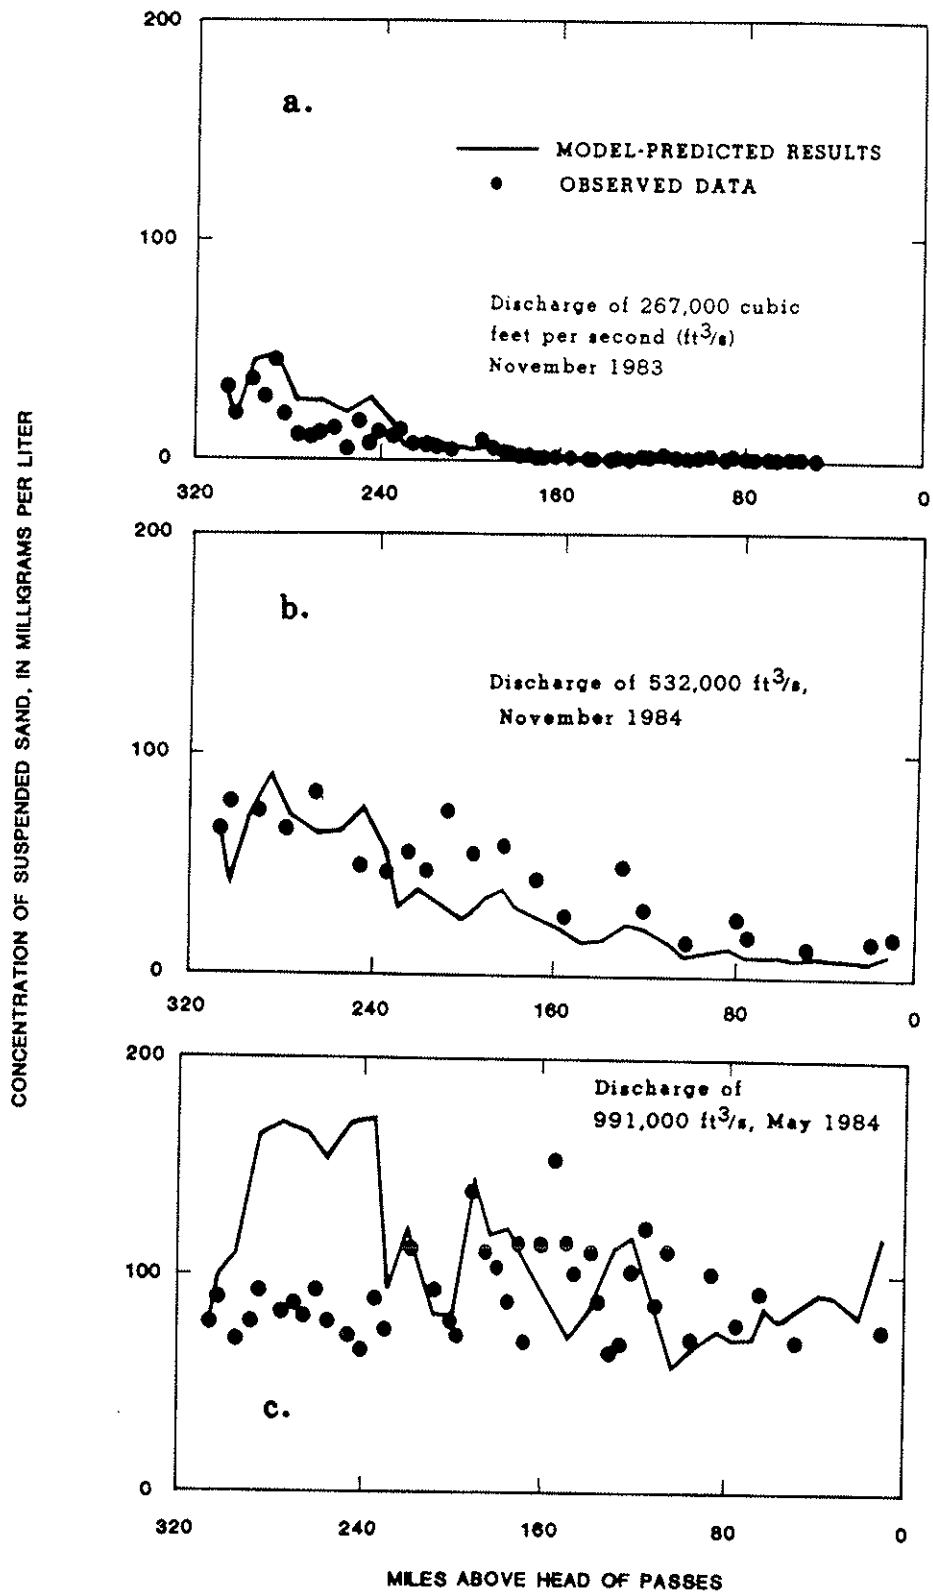 CONCENTRATION OF SUSPENDED SAND, IN MILLIGRAMS PER LITER
200
a.
MODEL-PREDICTED RESULTS
OBSERVED DATA
100
Discharge of 267,000 cubic
feet per second (ft3/s)
November 1983
0
320 240 160 80 0
200
b.
Discharge of 532,000 ft3/s,
November 1984
100
0
320 240 160 80 0
200
Discharge of
991,000 ft3/s, May 1984
100
c.
0
320 240 160 80 0
MILES ABOVE HEAD OF PASSES